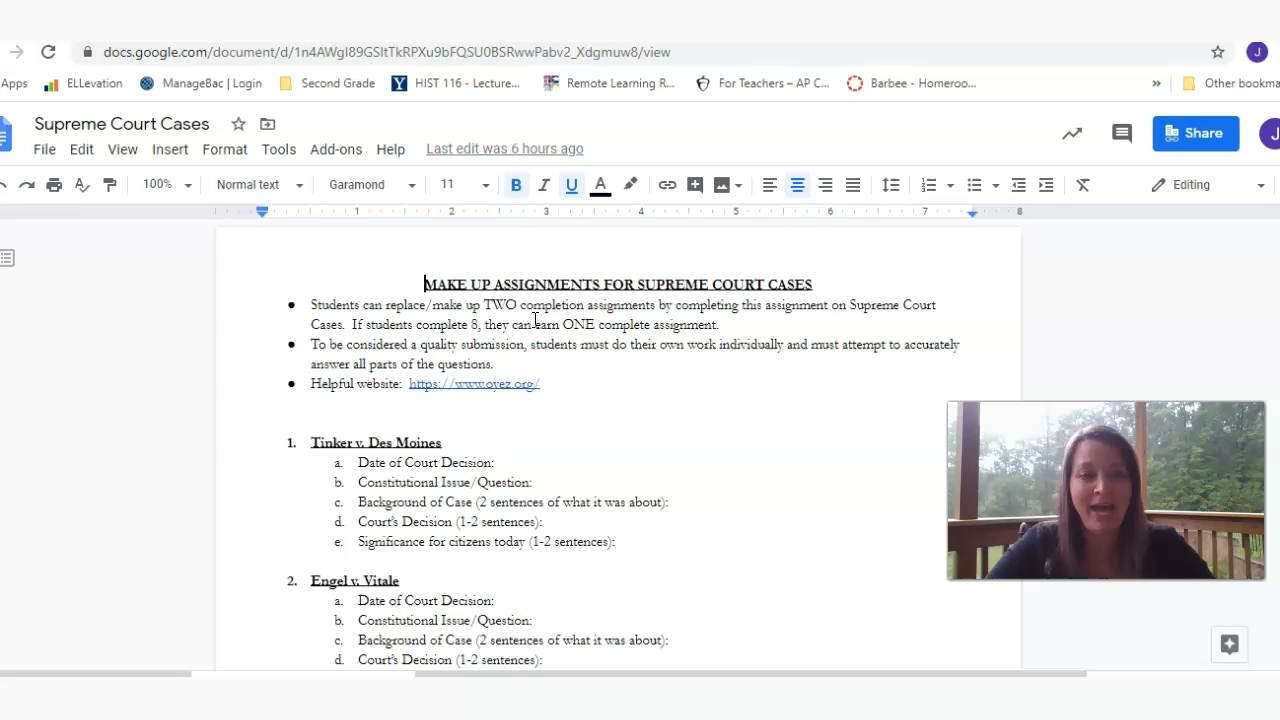 docs.google.com/document/d/1n4AWgI89GSItTkRPXu9bFQSU0BSRwwPabv2_Xdgmuw8/view
J
Apps ELLevation ManageBac | Login Second Grade Y HIST 116 - Lecture... Remote Learning R... For Teachers – AP C... Barbee - Homeroo... » Other bookma
Supreme Court Cases
Share
J
File Edit View Insert Format Tools Add-ons Help Last edit was 6 hours ago
100% Normal text Garamond 11 B I U A Editing
1 2 3 4 5 6 7 8
MAKE UP ASSIGNMENTS FOR SUPREME COURT CASES
● Students can replace/make up TWO completion assignments by completing this assignment on Supreme Court
Cases. If students complete 8, they can earn ONE complete assignment.
● To be considered a quality submission, students must do their own work individually and must attempt to accurately
answer all parts of the questions.
● Helpful website: https://www.oyez.org/
1. Tinker v. Des Moines
a. Date of Court Decision:
b. Constitutional Issue/Question:
c. Background of Case (2 sentences of what it was about):
d. Court's Decision (1-2 sentences):
e. Significance for citizens today (1-2 sentences):
2. Engel v. Vitale
a. Date of Court Decision:
b. Constitutional Issue/Question:
c. Background of Case (2 sentences of what it was about):
d. Court's Decision (1-2 sentences):